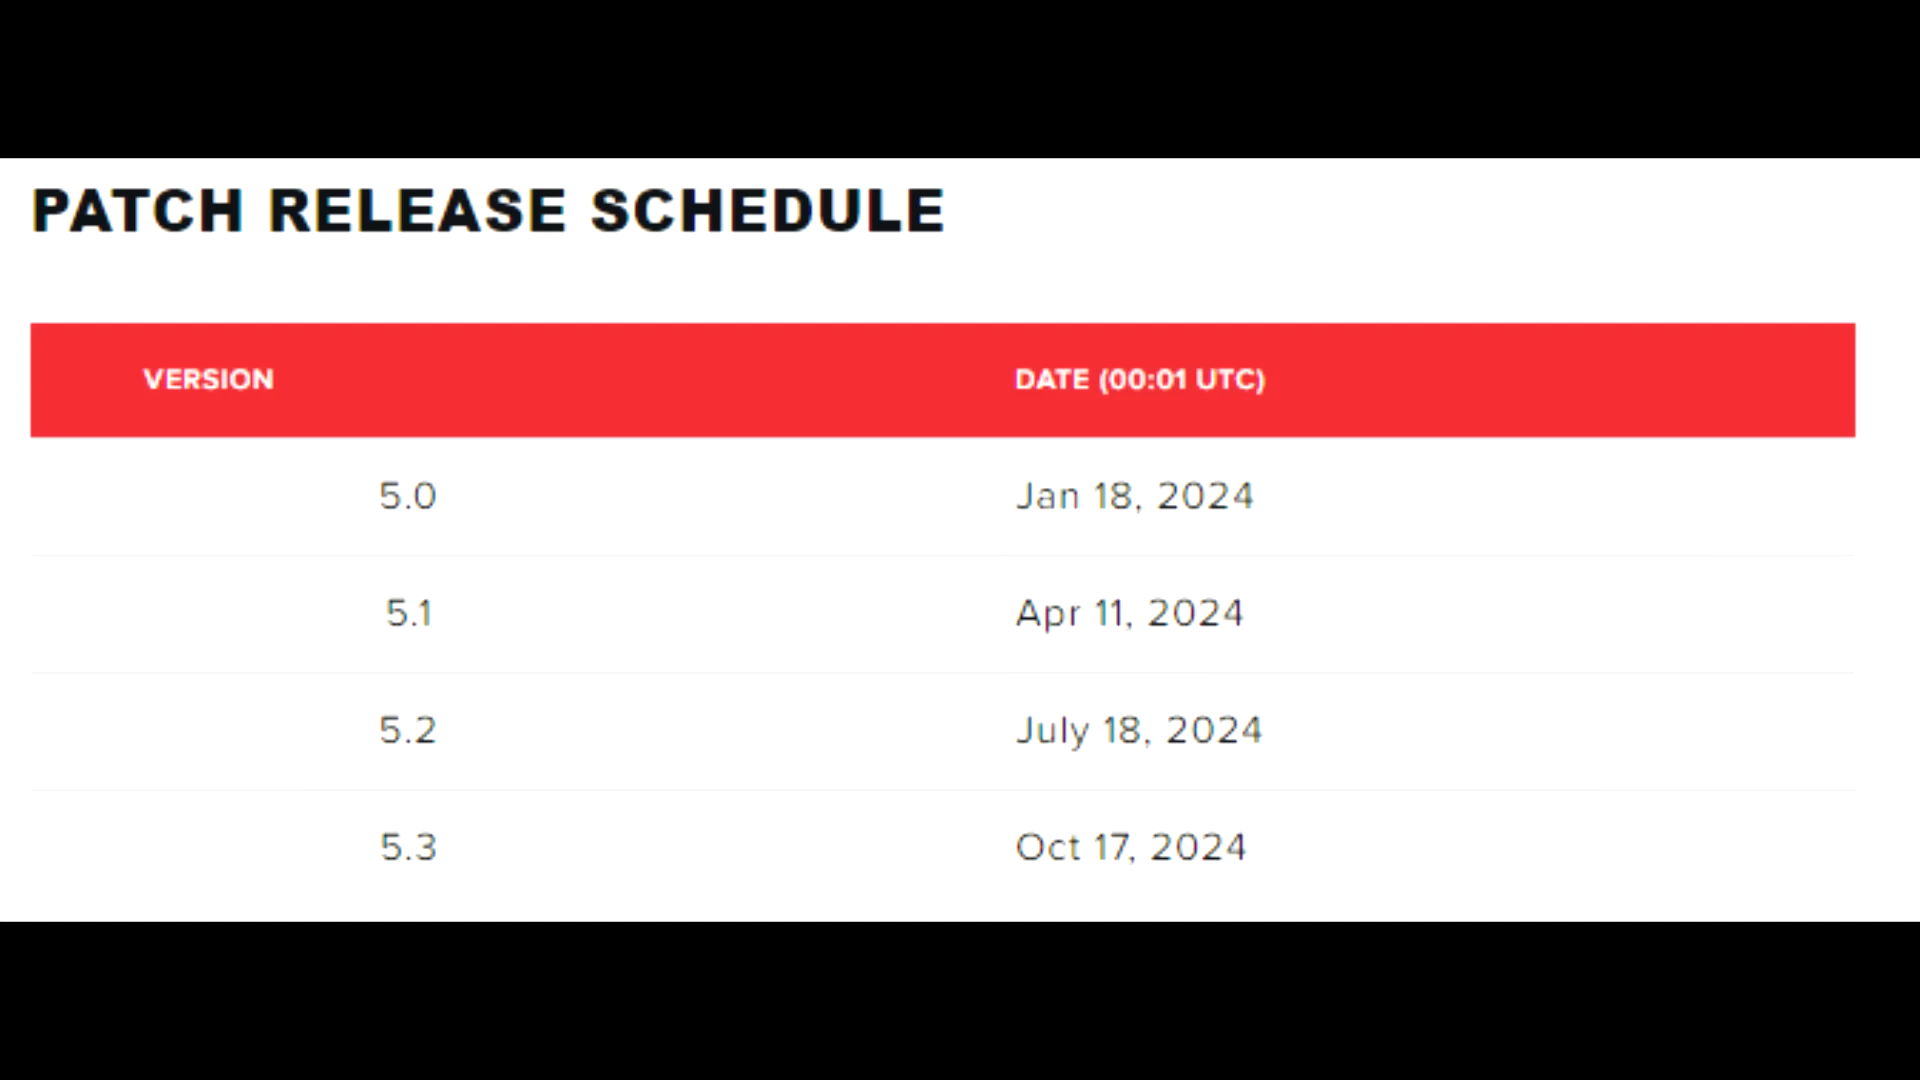 PATCH RELEASE SCHEDULE
VERSION DATE (00:01 UTC)
5.0 Jan 18, 2024
5.1 Apr 11, 2024
5.2 July 18, 2024
5.3 Oct 17, 2024